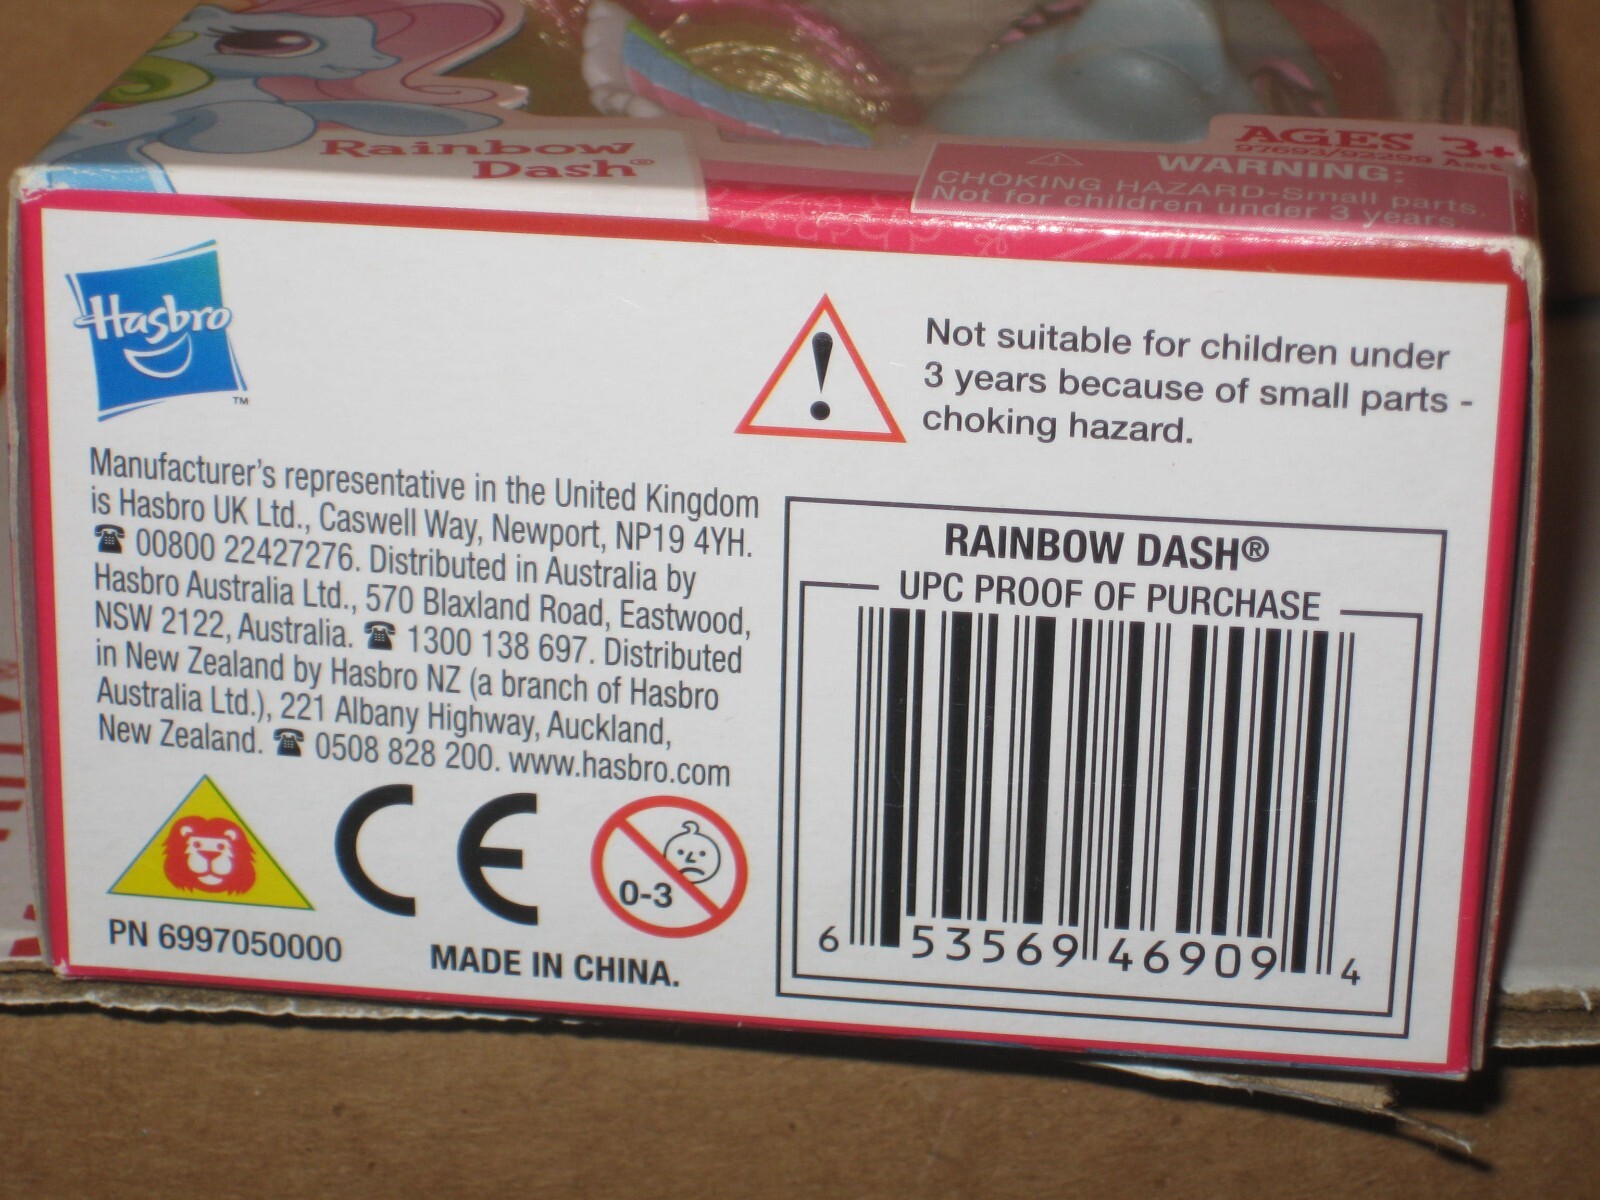 Rainbow
Dash®
AGES 3+
97693/92299 Asst.
WARNING:
CHOKING HAZARD-Small parts.
Not for children under 3 years.
Hasbro
TM
Not suitable for children under
3 years because of small parts -
choking hazard.
Manufacturer's representative in the United Kingdom
is Hasbro UK Ltd., Caswell Way, Newport, NP19 4YH.
☎ 00800 22427276. Distributed in Australia by
Hasbro Australia Ltd., 570 Blaxland Road, Eastwood,
NSW 2122, Australia. ☎ 1300 138 697. Distributed
in New Zealand by Hasbro NZ (a branch of Hasbro
Australia Ltd.), 221 Albany Highway, Auckland,
New Zealand. ☎ 0508 828 200. www.hasbro.com
CE
0-3
PN 6997050000
MADE IN CHINA.
RAINBOW DASH®
UPC PROOF OF PURCHASE
6 53569 46909 4